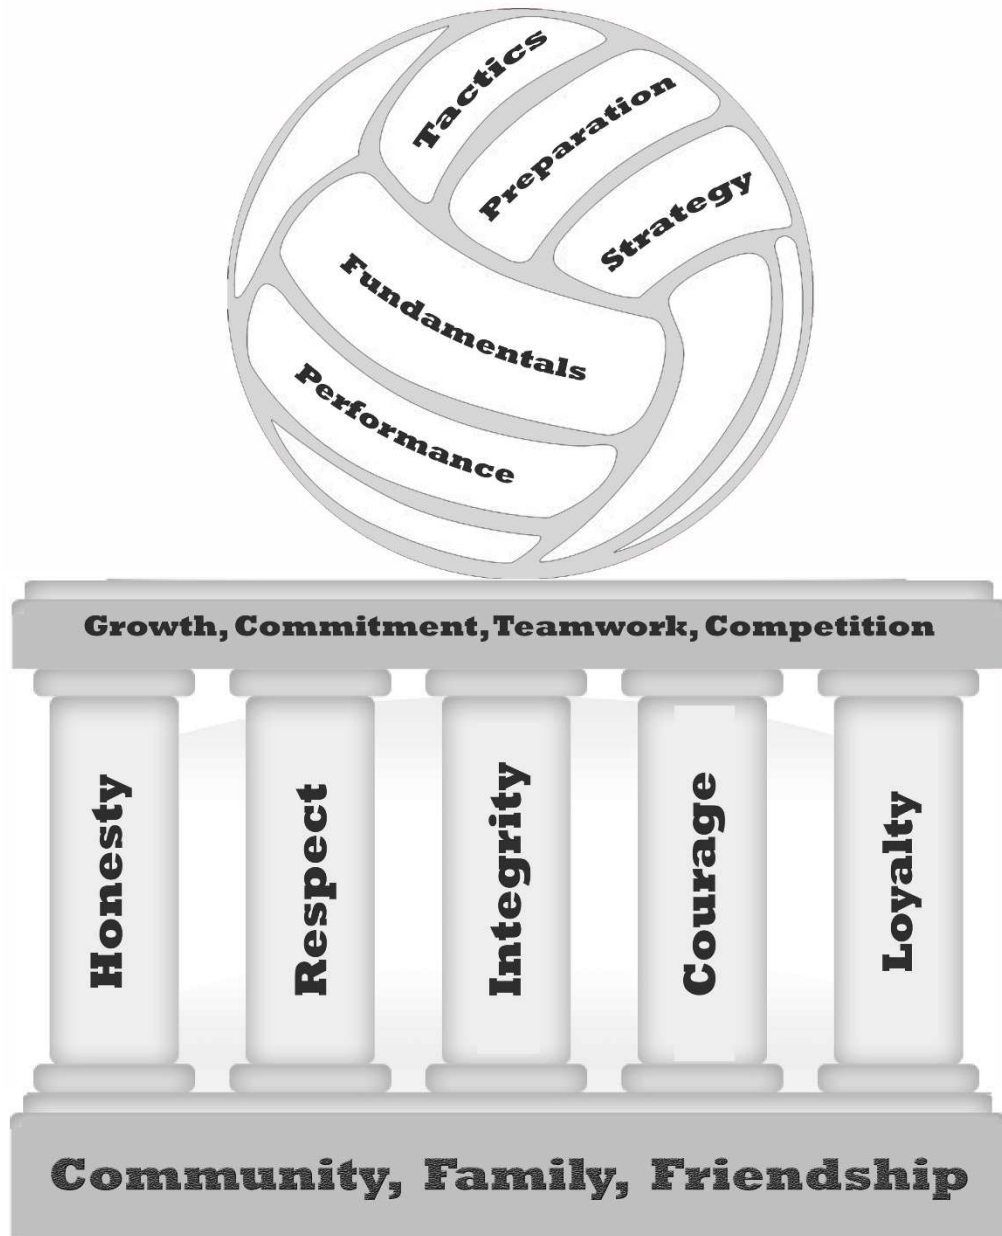 Tactics
Preparation
Strategy
Fundamentals
Performance
Growth, Commitment, Teamwork, Competition
Honesty
Respect
Integrity
Courage
Loyalty
Community, Family, Friendship